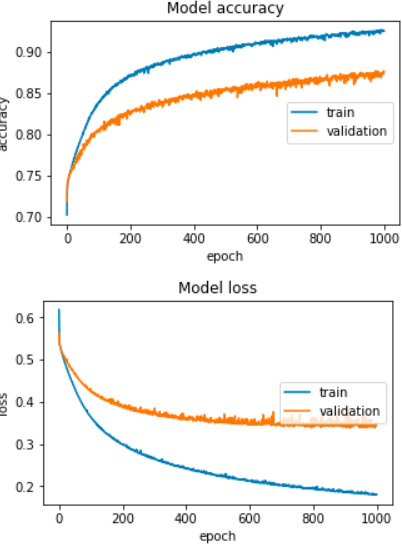 Model accuracy
0.90
0.85
0.80
0.75
0.70
accuracy
train
validation
0 200 400 600 800 1000
epoch
Model loss
0.6
0.5
0.4
0.3
0.2
loss
train
validation
0 200 400 600 800 1000
epoch